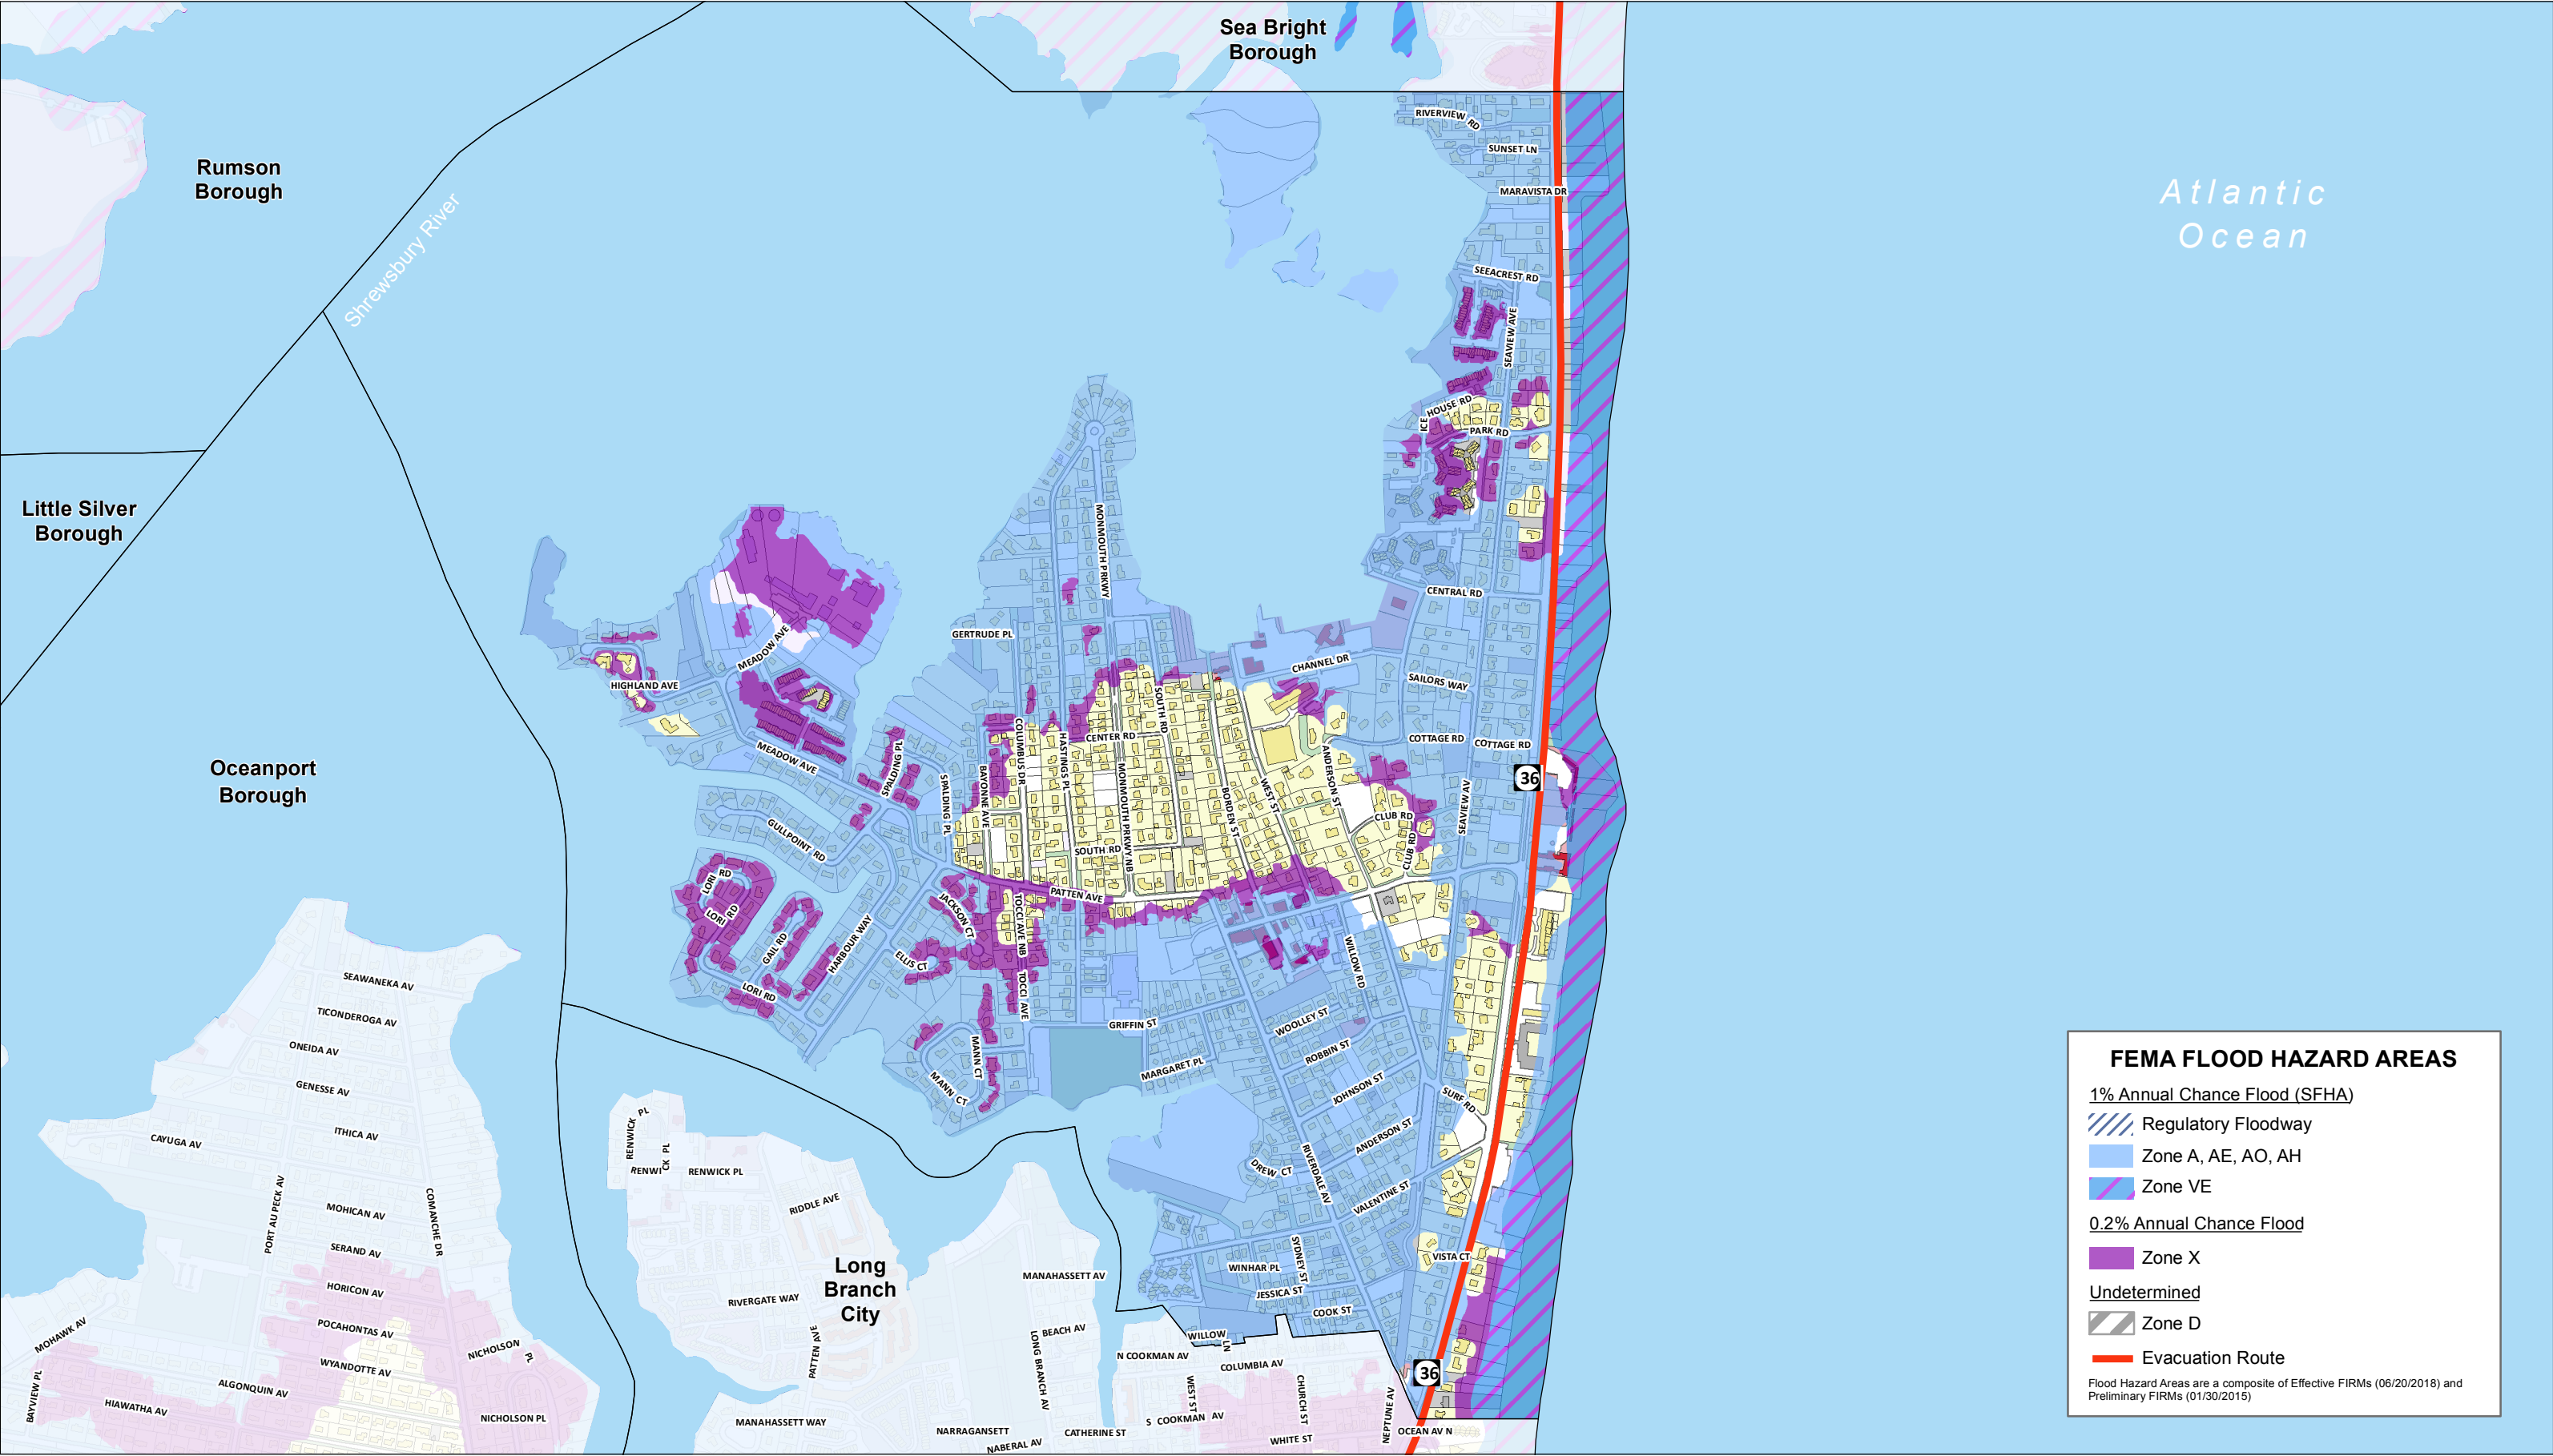 Sea Bright
Borough
RIVERVIEW RD
SUNSET LN
Rumson
Borough
MARAVISTA DR
Atlantic
Ocean
Shrewsbury River
SEEACREST RD
SEAVIEW AVE
ICE HOUSE RD
PARK RD
Little Silver
Borough
MONMOUTH PRKWY
CENTRAL RD
GERTRUDE PL
MEADOW AVE
CHANNEL DR
HIGHLAND AVE
SAILORS WAY
SOUTH RD
COLUMBUS DR
HASTINGS PL
CENTER RD
COTTAGE RD
COTTAGE RD
MEADOW AVE
SPALDING PL
SPALDING PL
BAYONNE AVE
MONMOUTH PRKWY NB
BORDEN ST
WEST ST
ANDERSON ST
SEAVIEW AV
36
Oceanport
Borough
GULLPOINT RD
CLUB RD
CLUB RD
SOUTH RD
LORI RD
LORI RD
PATTEN AVE
JACKSON CT
TOCCI AVE NB
GAIL RD
HARBOUR WAY
ELLIS CT
WILLOW RD
LORI RD
TOCCI AVE
SEAWANEKA AV
TICONDEROGA AV
ONEIDA AV
GENESSE AV
ITHICA AV
CAYUGA AV
GRIFFIN ST
WOOLLEY ST
ROBBIN ST
MANN CT
MANN CT
MARGARET PL
JOHNSON ST
SURF RD
ANDERSON ST
RENWICK PL
RENWICK PL
RENWICK PL
DREW CT
RIVERDALE AV
VALENTINE ST
RIDDLE AVE
PORT AU PECK AV
COMANCHE DR
MOHICAN AV
SERAND AV
HORICON AV
Long
Branch
City
MANAHASSETT AV
WINHAR PL
SYDNEY ST
VISTA CT
JESSICA ST
COOK ST
RIVERGATE WAY
MOHAWK AV
POCAHONTAS AV
NICHOLSON PL
WYANDOTTE AV
PATTEN AVE
LONG BRANCH AV
BEACH AV
WILLOW LN
N COOKMAN AV
COLUMBIA AV
36
BAYVIEW PL
ALGONQUIN AV
HIAWATHA AV
NICHOLSON PL
MANAHASSETT WAY
NARRAGANSETT
NABERAL AV
CATHERINE ST
WEST ST
S COOKMAN AV
CHURCH ST
WHITE ST
NEPTUNE AV
OCEAN AV N
FEMA FLOOD HAZARD AREAS
1% Annual Chance Flood (SFHA)
Regulatory Floodway
Zone A, AE, AO, AH
Zone VE
0.2% Annual Chance Flood
Zone X
Undetermined
Zone D
Evacuation Route
Flood Hazard Areas are a composite of Effective FIRMs (06/20/2018) and
Preliminary FIRMs (01/30/2015)